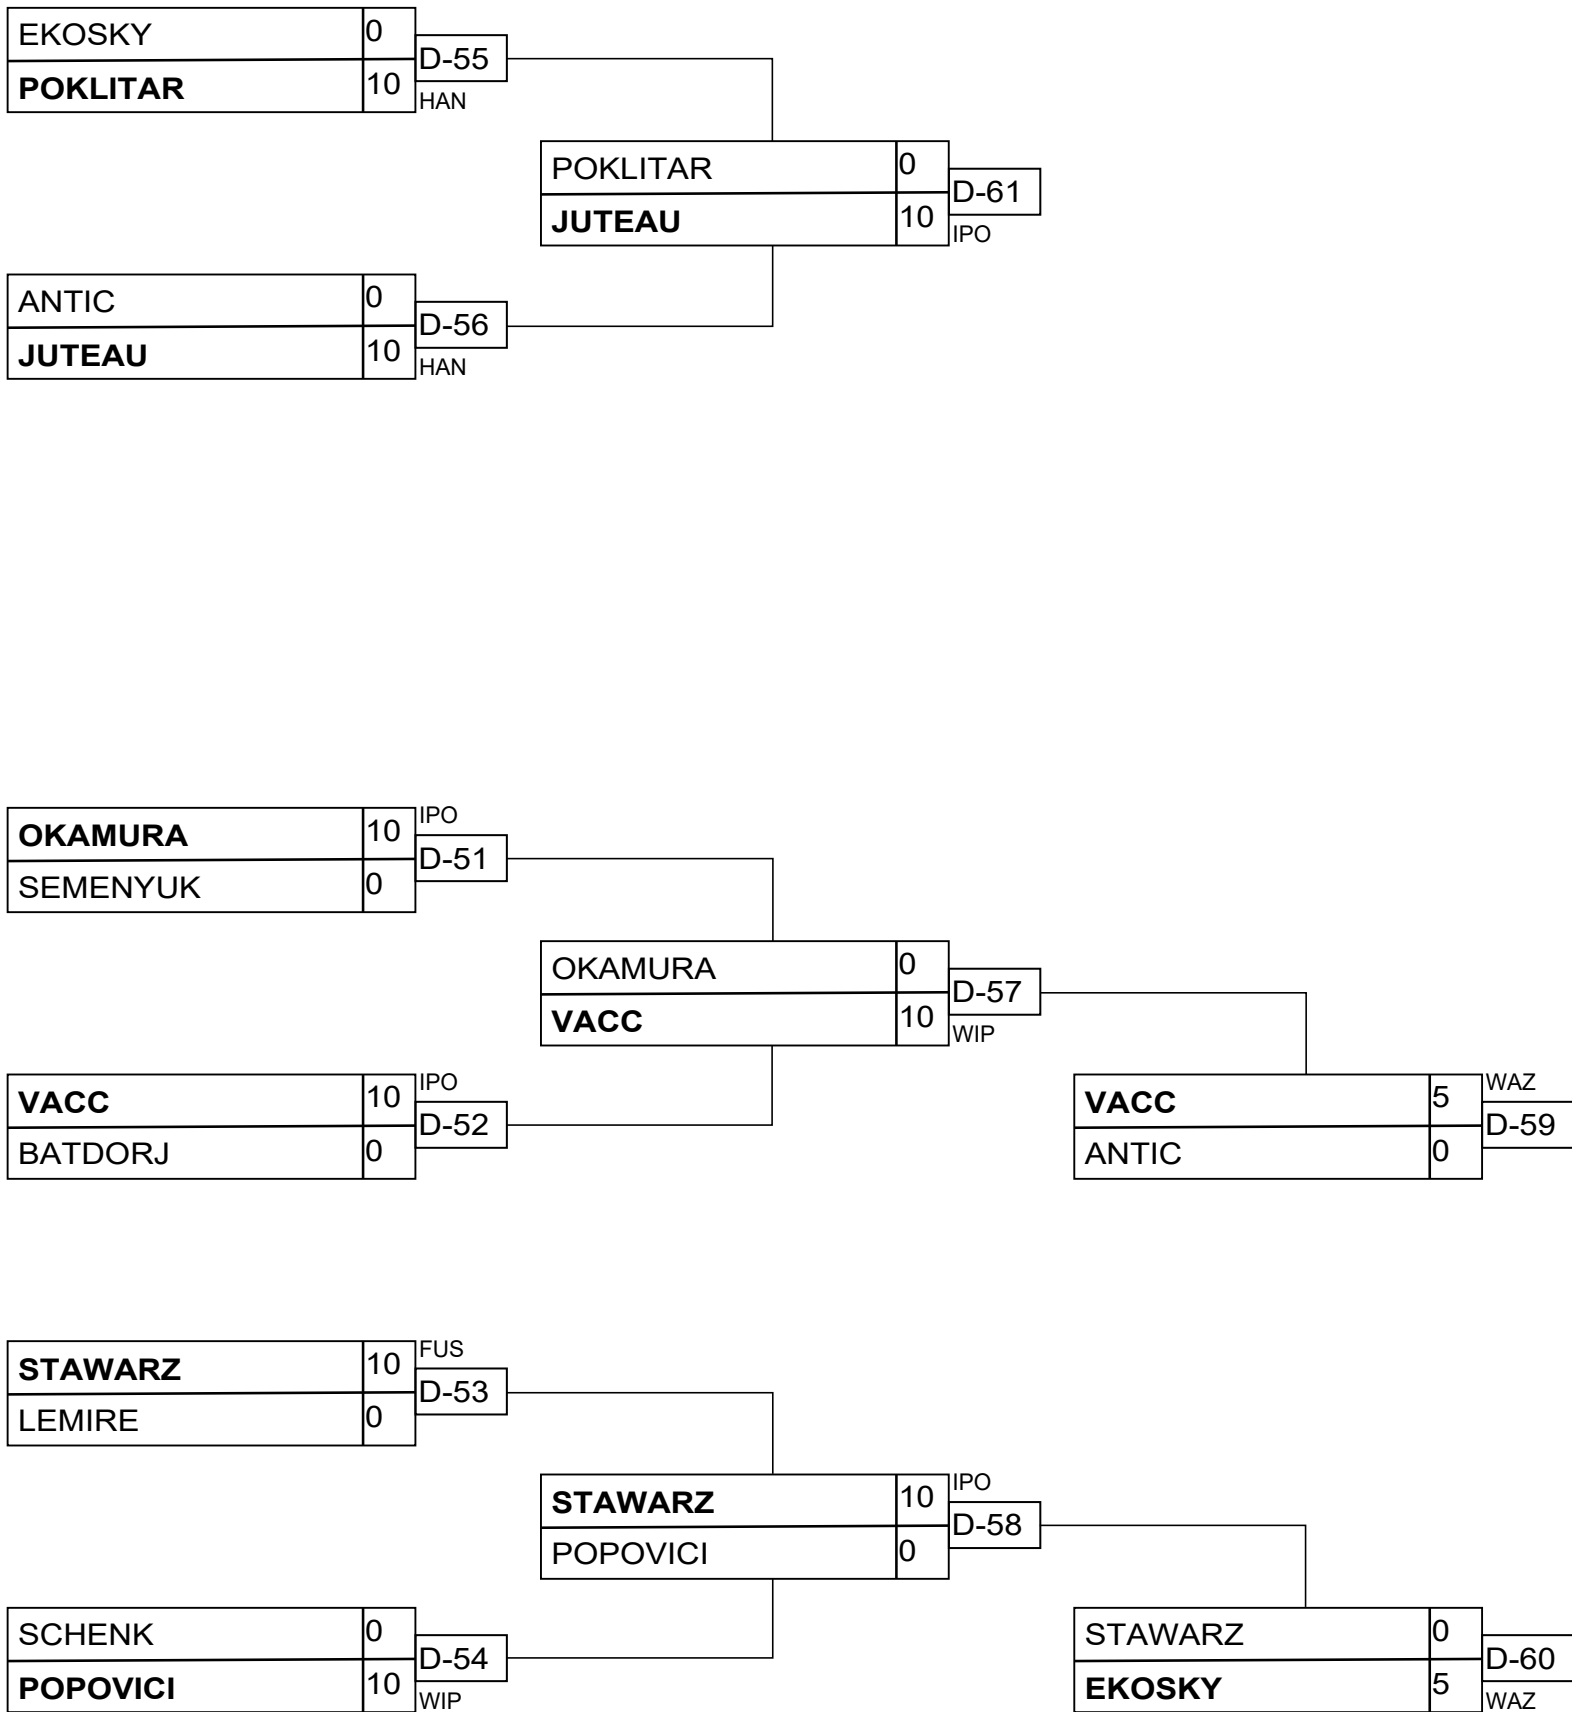 EKOSKY 0
D-55
POKLITAR 10
HAN
POKLITAR 0
D-61
JUTEAU 10
IPO
ANTIC 0
D-56
JUTEAU 10
HAN
OKAMURA 10
IPO
D-51
SEMENYUK 0
OKAMURA 0
D-57
VACC 10
WIP
VACC 10
IPO
D-52
BATDORJ 0
VACC 5
WAZ
D-59
ANTIC 0
STAWARZ 10
FUS
D-53
LEMIRE 0
STAWARZ 10
IPO
D-58
POPOVICI 0
SCHENK 0
D-54
POPOVICI 10
WIP
STAWARZ 0
D-60
EKOSKY 5
WAZ